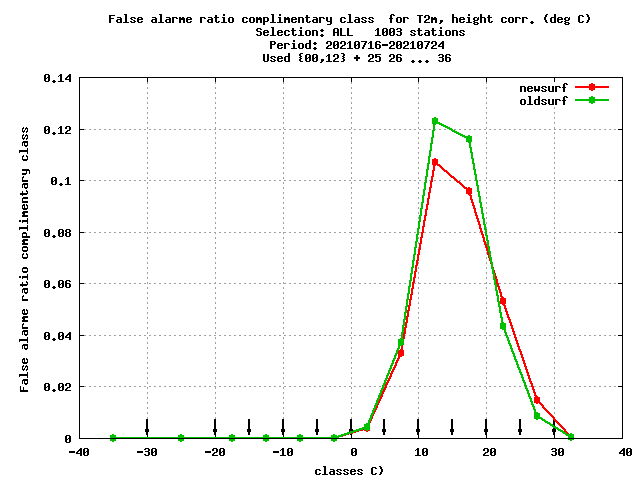 False alarme ratio complimentary class  for T2m, height corr. (deg C)
Selection: ALL   1003 stations
Period: 20210716-20210724
Used {00,12} + 25 26 ... 36
newsurf
oldsurf
False alarme ratio complimentary class
0.14
0.12
0.1
0.08
0.06
0.04
0.02
0
-40 -30 -20 -10 0 10 20 30 40
classes C)